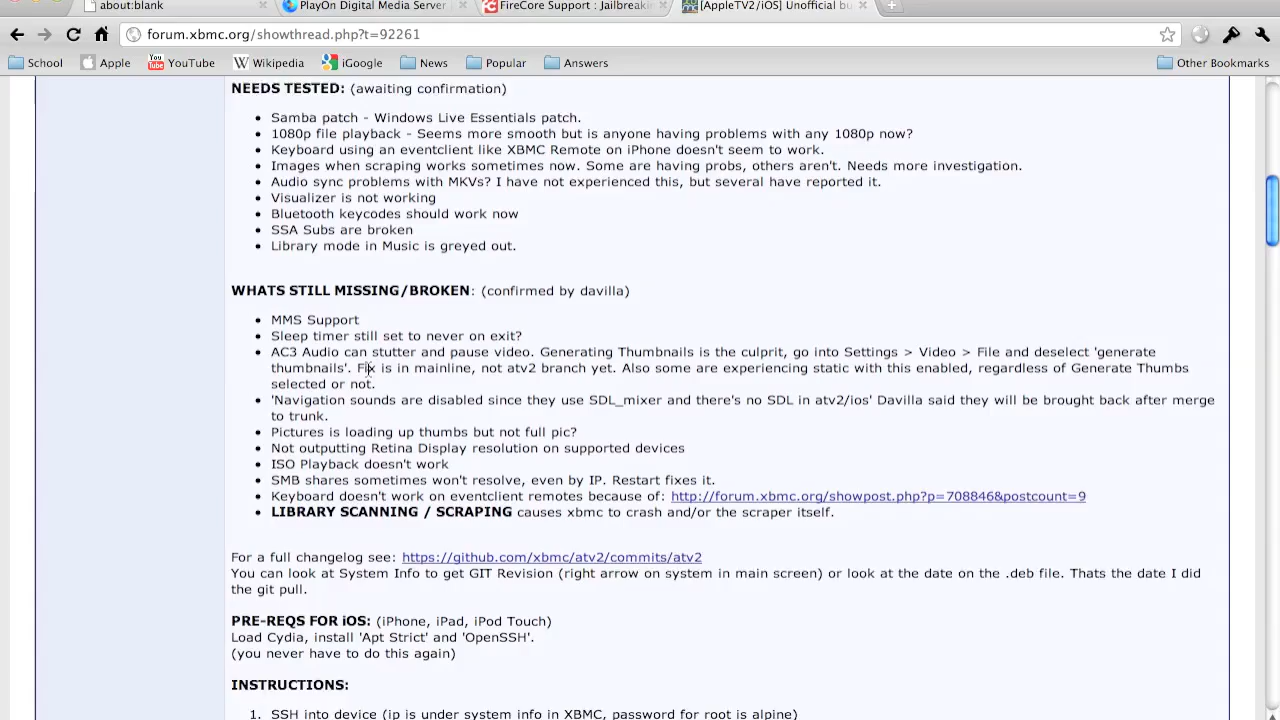 about:blank
PlayOn Digital Media Server
FireCore Support : Jailbreaki
[AppleTV2/iOS] Unofficial bu
forum.xbmc.org/showthread.php?t=92261
School Apple YouTube Wikipedia iGoogle News Popular Answers Other Bookmarks
NEEDS TESTED: (awaiting confirmation)
• Samba patch - Windows Live Essentials patch.
• 1080p file playback - Seems more smooth but is anyone having problems with any 1080p now?
• Keyboard using an eventclient like XBMC Remote on iPhone doesn't seem to work.
• Images when scraping works sometimes now. Some are having probs, others aren't. Needs more investigation.
• Audio sync problems with MKVs? I have not experienced this, but several have reported it.
• Visualizer is not working
• Bluetooth keycodes should work now
• SSA Subs are broken
• Library mode in Music is greyed out.
WHATS STILL MISSING/BROKEN: (confirmed by davilla)
• MMS Support
• Sleep timer still set to never on exit?
• AC3 Audio can stutter and pause video. Generating Thumbnails is the culprit, go into Settings > Video > File and deselect 'generate
thumbnails'. Fix is in mainline, not atv2 branch yet. Also some are experiencing static with this enabled, regardless of Generate Thumbs
selected or not.
• 'Navigation sounds are disabled since they use SDL_mixer and there's no SDL in atv2/ios' Davilla said they will be brought back after merge
to trunk.
• Pictures is loading up thumbs but not full pic?
• Not outputting Retina Display resolution on supported devices
• ISO Playback doesn't work
• SMB shares sometimes won't resolve, even by IP. Restart fixes it.
• Keyboard doesn't work on eventclient remotes because of: http://forum.xbmc.org/showpost.php?p=708846&postcount=9
• LIBRARY SCANNING / SCRAPING causes xbmc to crash and/or the scraper itself.
For a full changelog see: https://github.com/xbmc/atv2/commits/atv2
You can look at System Info to get GIT Revision (right arrow on system in main screen) or look at the date on the .deb file. Thats the date I did
the git pull.
PRE-REQS FOR iOS: (iPhone, iPad, iPod Touch)
Load Cydia, install 'Apt Strict' and 'OpenSSH'.
(you never have to do this again)
INSTRUCTIONS:
1. SSH into device (ip is under system info in XBMC, password for root is alpine)